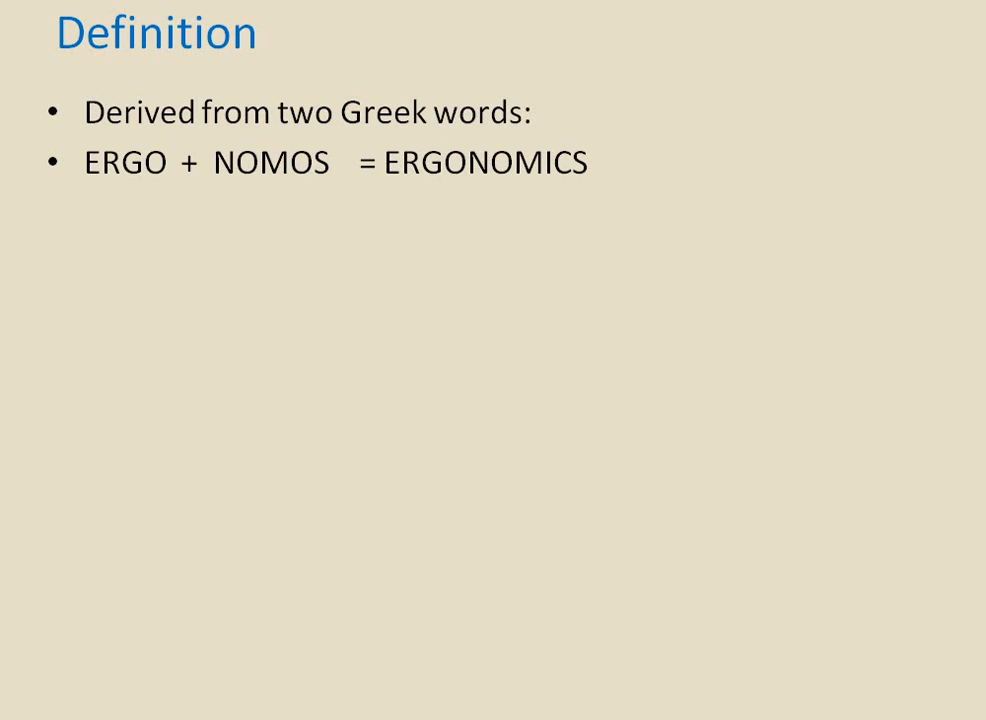 Definition
• Derived from two Greek words:
• ERGO + NOMOS = ERGONOMICS